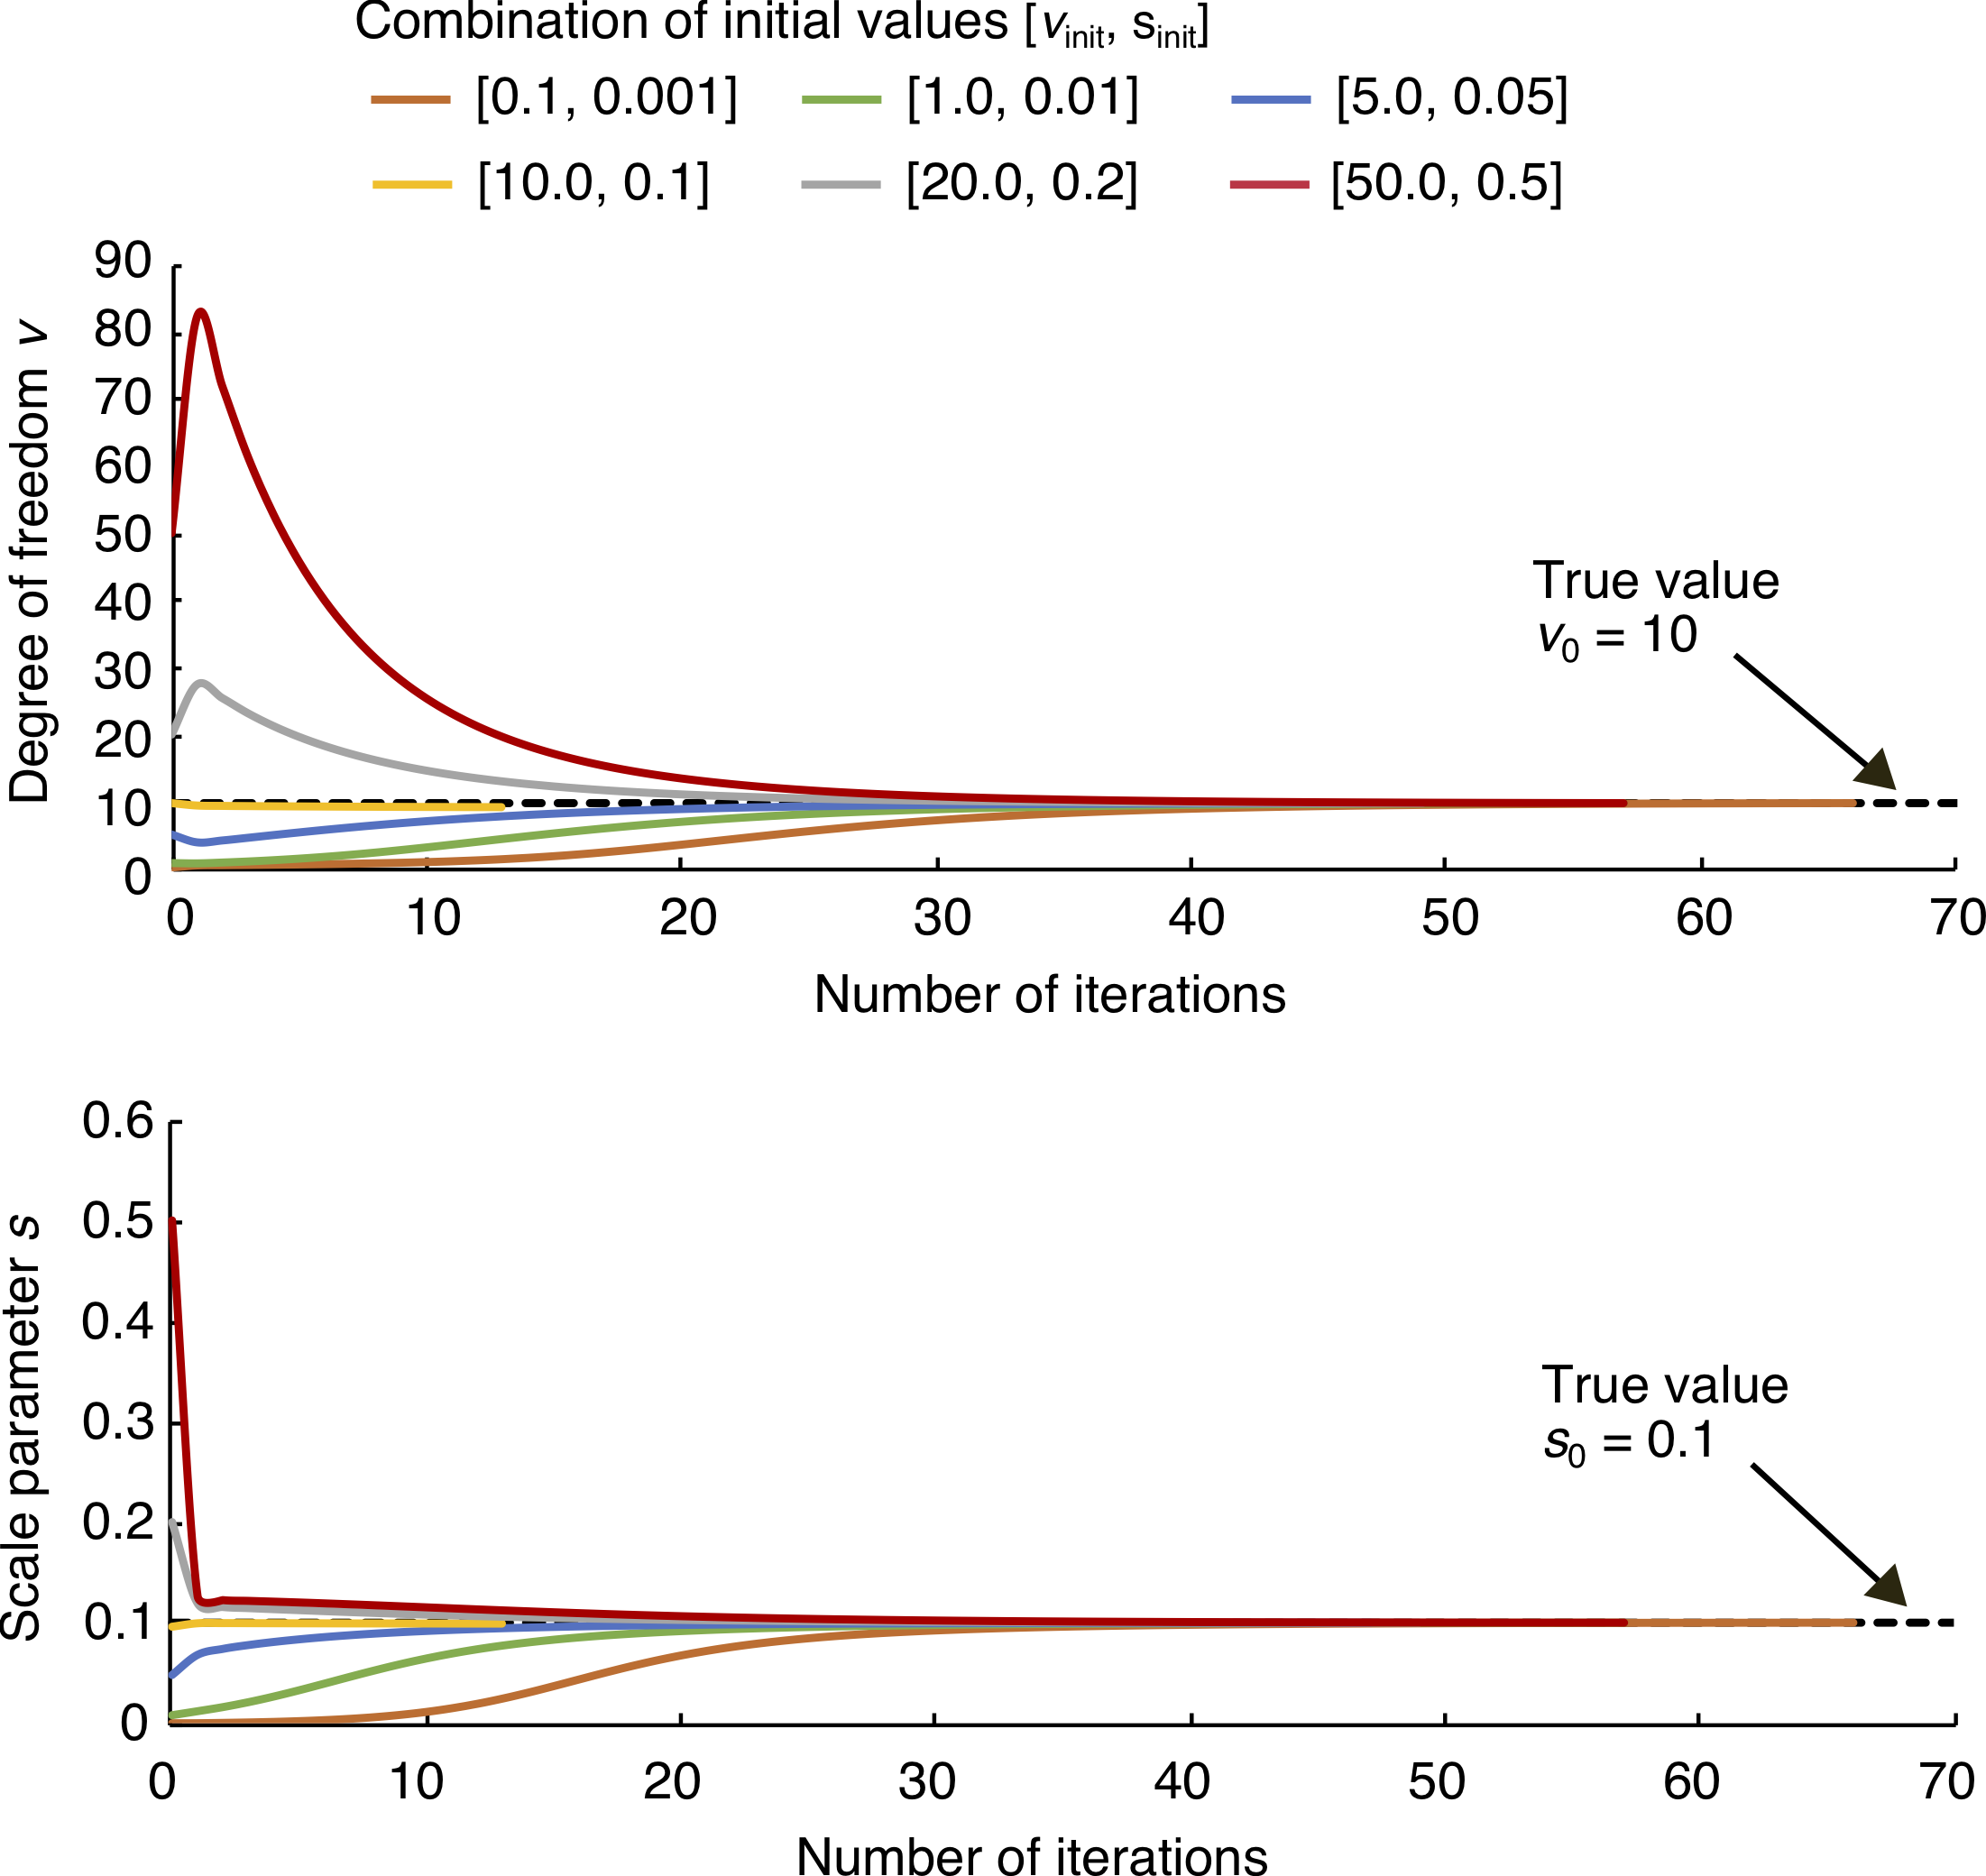 Combination of initial values [vinit, sinit]
[0.1, 0.001] [1.0, 0.01] [5.0, 0.05]
[10.0, 0.1] [20.0, 0.2] [50.0, 0.5]
Degree of freedom v
90
80
70
60
50
40
30
20
10
0
True value
v0 = 10
0 10 20 30 40 50 60 70
Number of iterations
Scale parameter s
0.6
0.5
0.4
0.3
0.2
0.1
0
True value
s0 = 0.1
0 10 20 30 40 50 60 70
Number of iterations